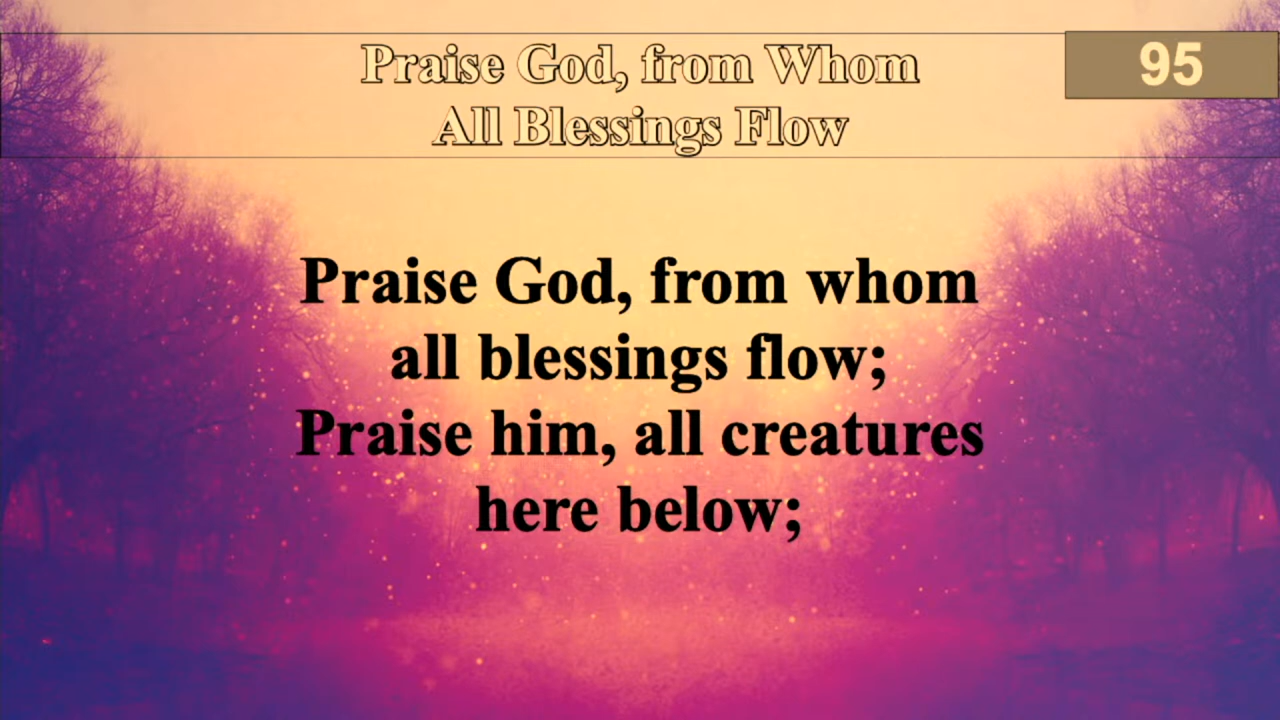 Praise God, from Whom
All Blessings Flow
95
Praise God, from whom
all blessings flow;
Praise him, all creatures
here below;